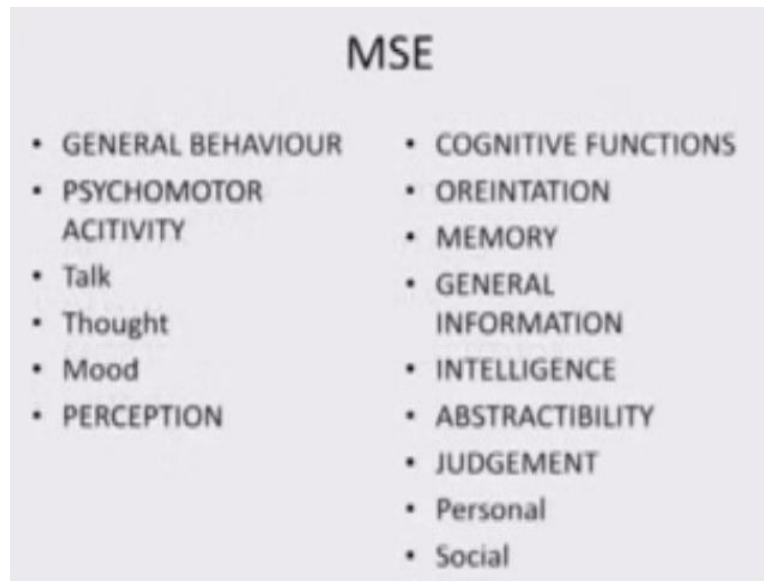 MSE
• GENERAL BEHAVIOUR
• PSYCHOMOTOR
ACITIVITY
• Talk
• Thought
• Mood
• PERCEPTION
• COGNITIVE FUNCTIONS
• OREINTATION
• MEMORY
• GENERAL
INFORMATION
• INTELLIGENCE
• ABSTRACTIBILITY
• JUDGEMENT
• Personal
• Social